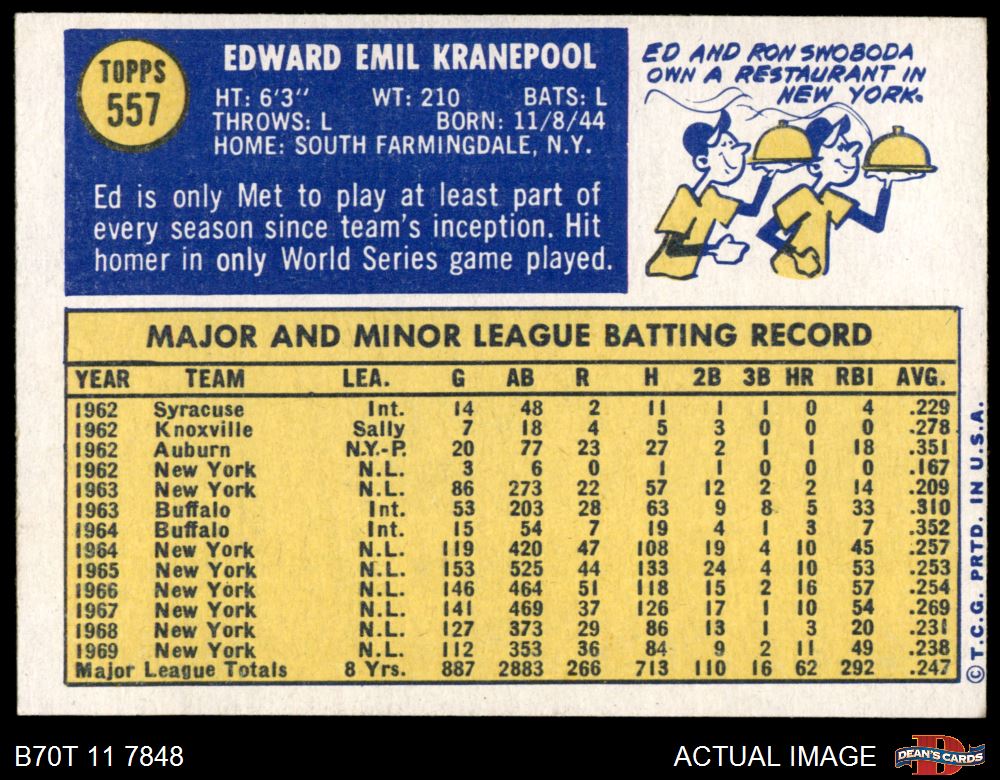 TOPPS
557
EDWARD EMIL KRANEPOOL
HT: 6'3" WT: 210 BATS: L
THROWS: L BORN: 11/8/44
HOME: SOUTH FARMINGDALE, N.Y.
Ed is only Met to play at least part of
every season since team's inception. Hit
homer in only World Series game played.
ED AND RON SWOBODA
OWN A RESTAURANT IN
NEW YORK.
MAJOR AND MINOR LEAGUE BATTING RECORD
YEAR TEAM LEA. G AB R H 2B 3B HR RBI AVG.
1962 Syracuse Int. 14 48 2 11 1 1 0 4 .229
1962 Knoxville Sally 7 18 4 5 3 0 0 0 .278
1962 Auburn N.Y.-P. 20 77 23 27 2 1 1 18 .351
1962 New York N.L. 3 6 0 1 1 0 0 0 .167
1963 New York N.L. 86 273 22 57 12 2 2 14 .209
1963 Buffalo Int. 53 203 28 63 9 8 5 33 .310
1964 Buffalo Int. 15 54 7 19 4 1 3 7 .352
1964 New York N.L. 119 420 47 108 19 4 10 45 .257
1965 New York N.L. 153 525 44 133 24 4 10 53 .253
1966 New York N.L. 146 464 51 118 15 2 16 57 .254
1967 New York N.L. 141 469 37 126 17 1 10 54 .269
1968 New York N.L. 127 373 29 86 13 1 3 20 .231
1969 New York N.L. 112 353 36 84 9 2 11 49 .238
Major League Totals 8 Yrs. 887 2883 266 713 110 16 62 292 .247
© T.C.G. PRTD. IN U.S.A.
B70T 11 7848
ACTUAL IMAGE
DEAN'S CARDS